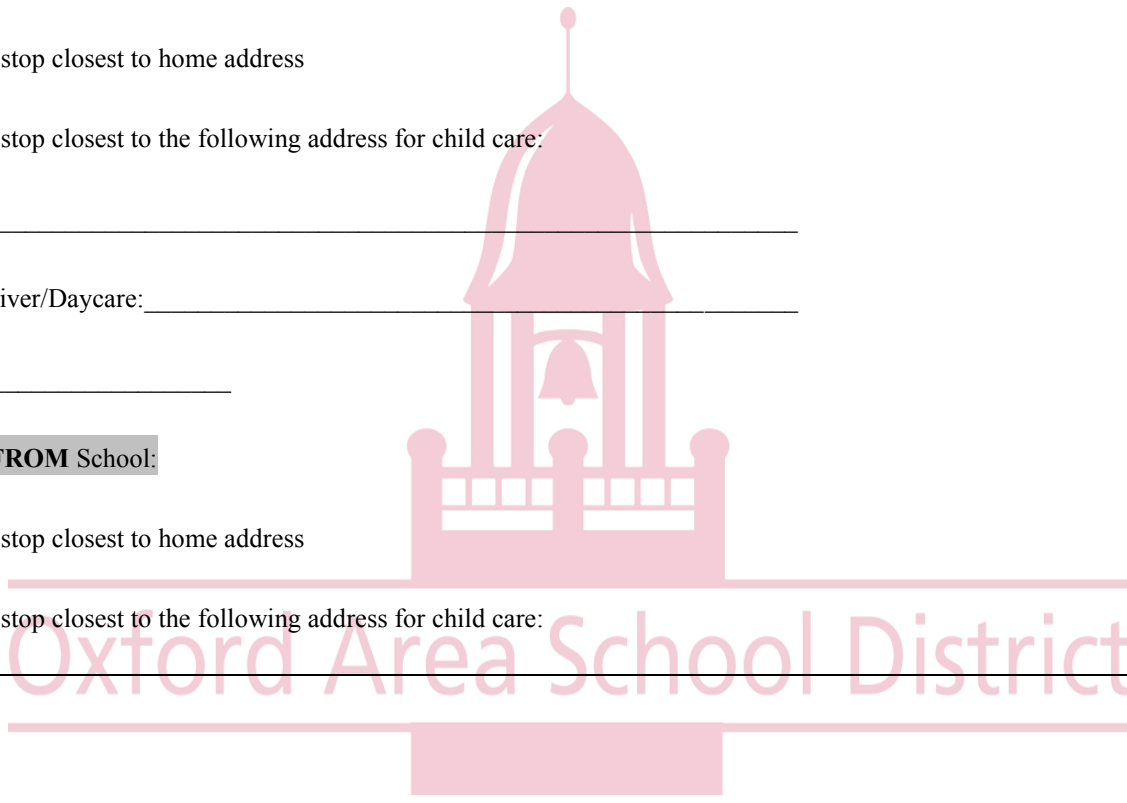 stop closest to home address
stop closest to the following address for child care:
iver/Daycare:
FROM School:
stop closest to home address
stop closest to the following address for child care:
Oxford Area School District